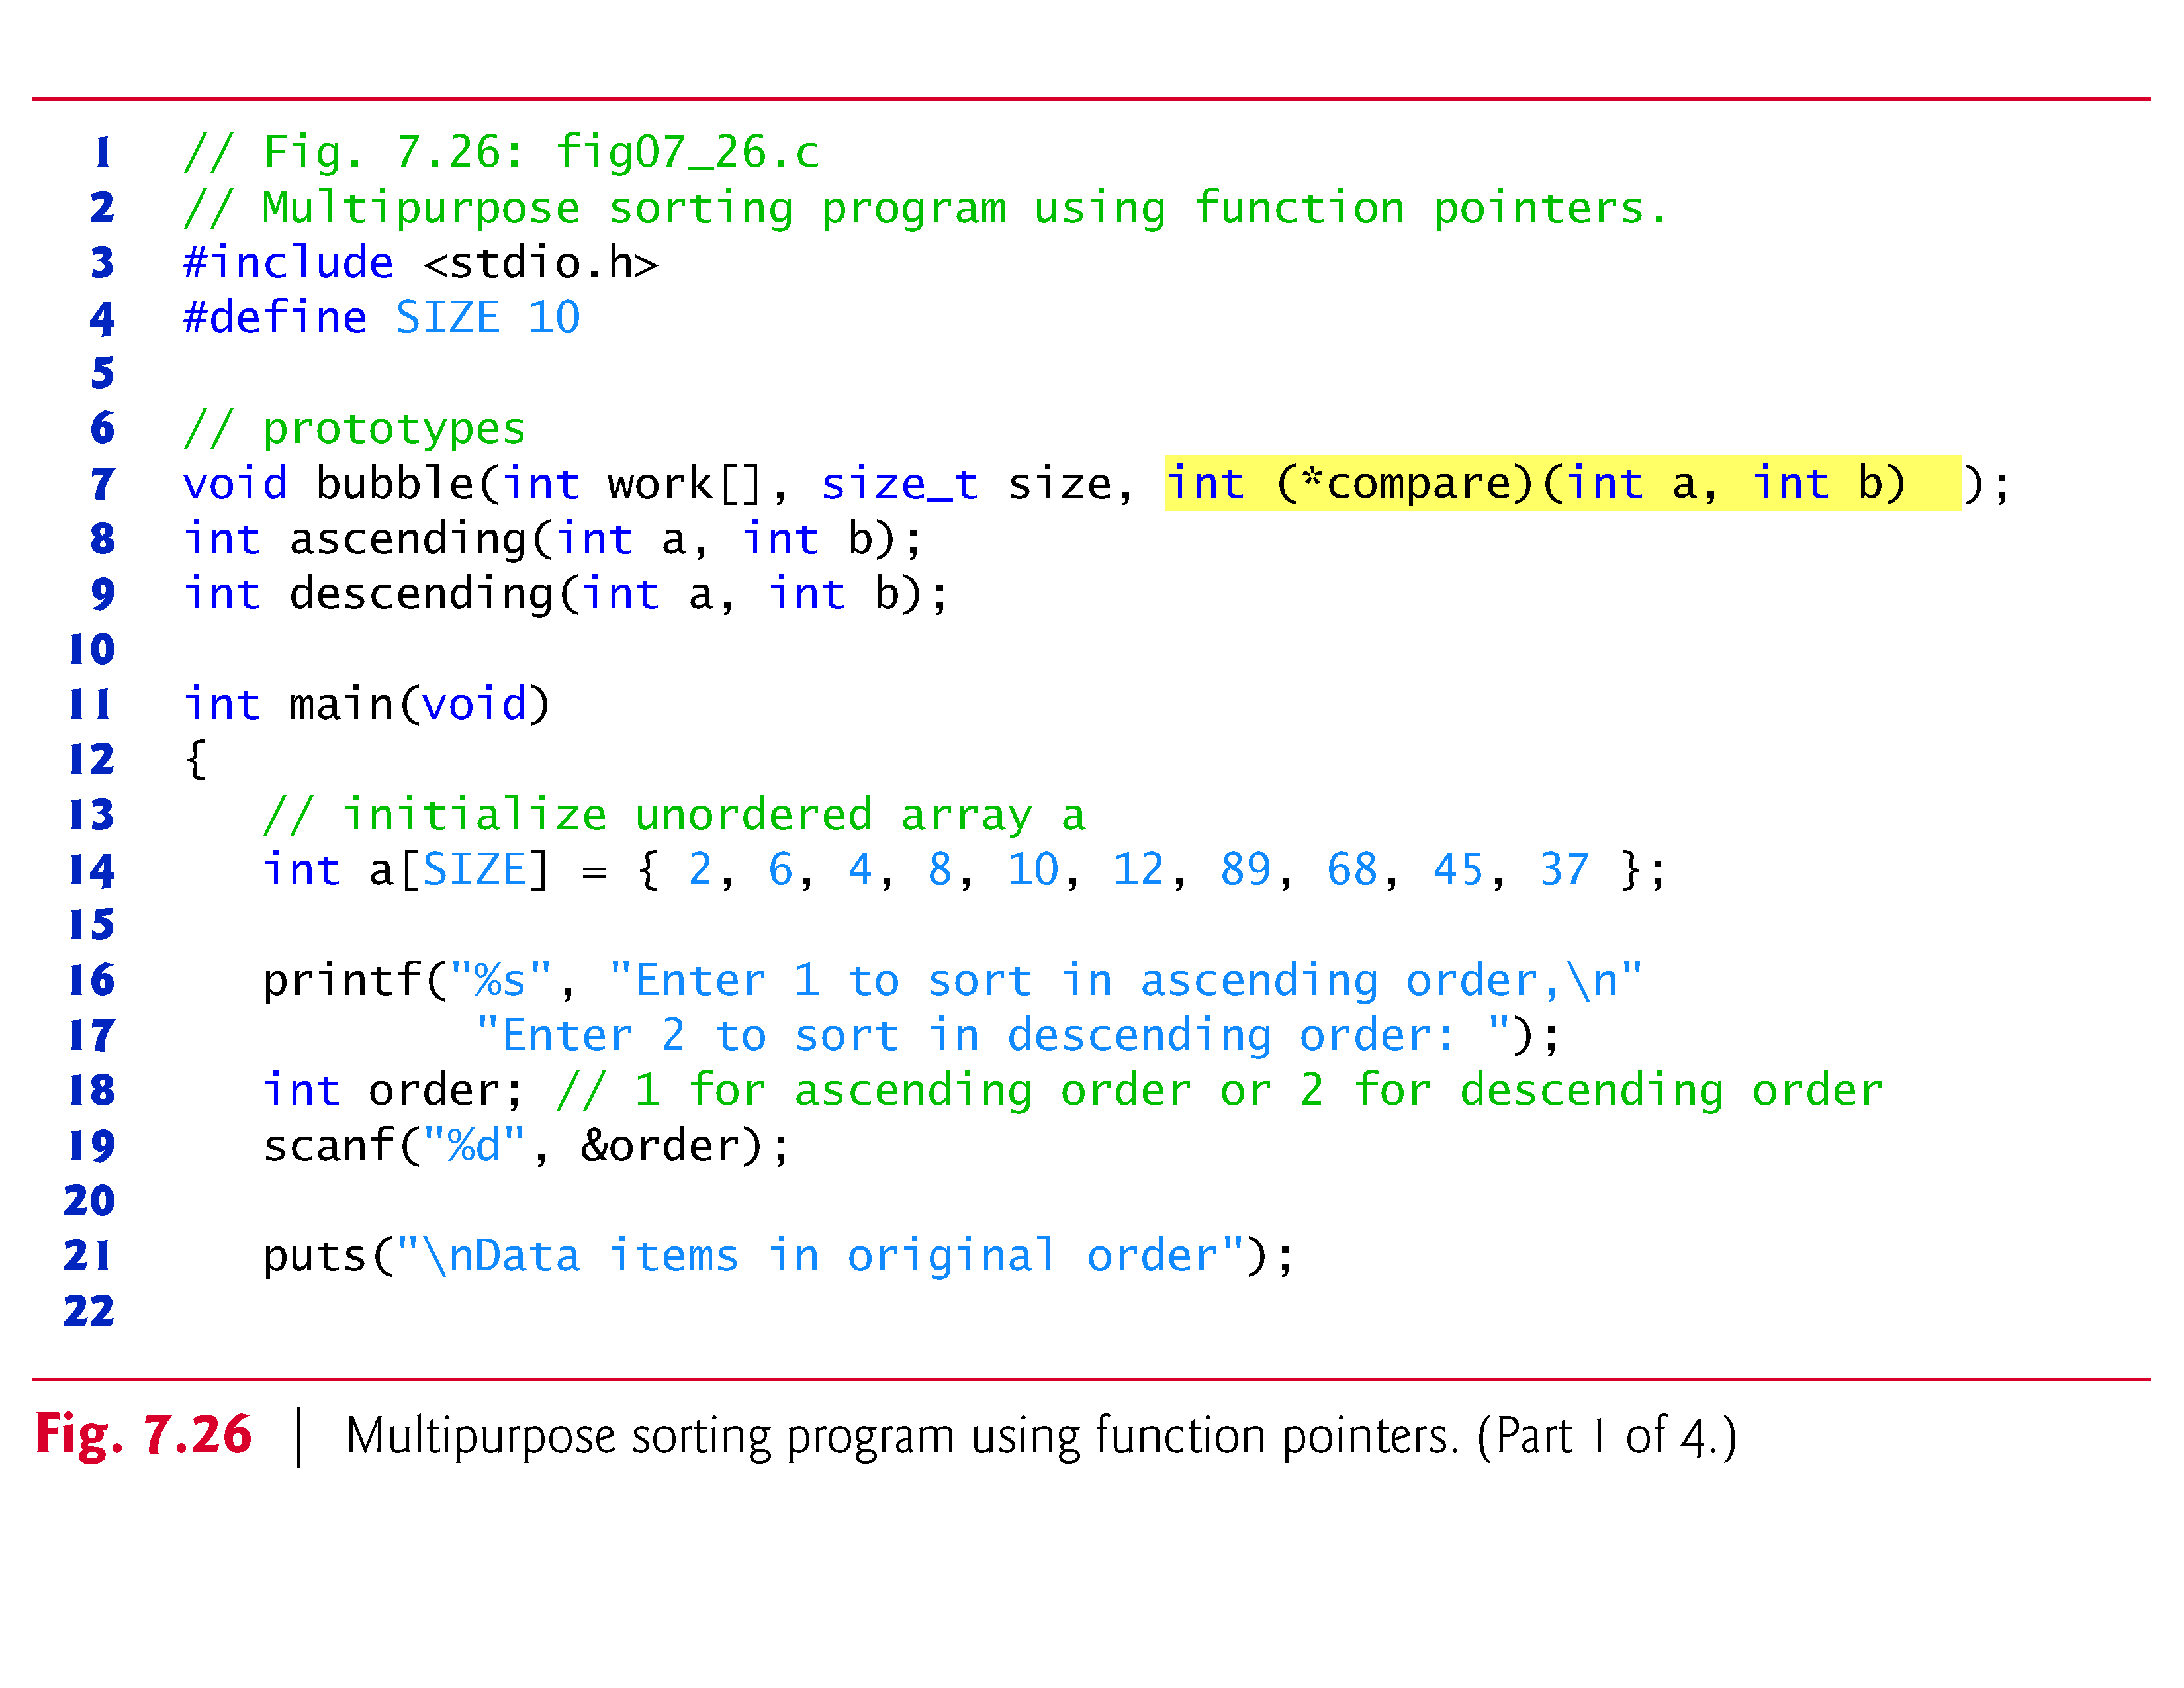 1 // Fig. 7.26: fig07_26.c
2 // Multipurpose sorting program using function pointers.
3 #include <stdio.h>
4 #define SIZE 10
5
6 // prototypes
7 void bubble(int work[], size_t size, int (*compare)(int a, int b) );
8 int ascending(int a, int b);
9 int descending(int a, int b);
10
11 int main(void)
12 {
13    // initialize unordered array a
14    int a[SIZE] = { 2, 6, 4, 8, 10, 12, 89, 68, 45, 37 };
15
16    printf("%s", "Enter 1 to sort in ascending order,\n"
17            "Enter 2 to sort in descending order: ");
18    int order; // 1 for ascending order or 2 for descending order
19    scanf("%d", &order);
20
21    puts("\nData items in original order");
22
Fig. 7.26 | Multipurpose sorting program using function pointers. (Part 1 of 4.)